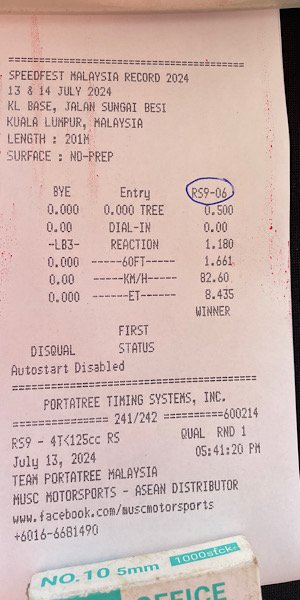 ========================================
SPEEDFEST MALAYSIA RECORD 2024
13 & 14 JULY 2024
KL BASE, JALAN SUNGAI BESI
KUALA LUMPUR, MALAYSIA
LENGTH : 201M
SURFACE : NO-PREP
BYE Entry RS9-06
0.000 0.000 TREE 0.500
0.00 DIAL-IN 0.00
-LB3- REACTION 1.180
0.000 ------60FT----- 1.661
0.00 -----KM/H------ 82.60
0.000 -------ET------ 8.435
WINNER
FIRST
DISQUAL STATUS
Autostart Disabled
========================================
PORTATREE TIMING SYSTEMS, INC.
================ 241/242 ==========600214
RS9 - 4T<125cc RS QUAL RND 1
July 13, 2024 05:41:20 PM
TEAM PORTATREE MALAYSIA
MUSC MOTORSPORTS - ASEAN DISTRIBUTOR
www.facebook.com/muscmotorsports
+6016-6681490
NO.10 5mm 1000stcks
OFFICE